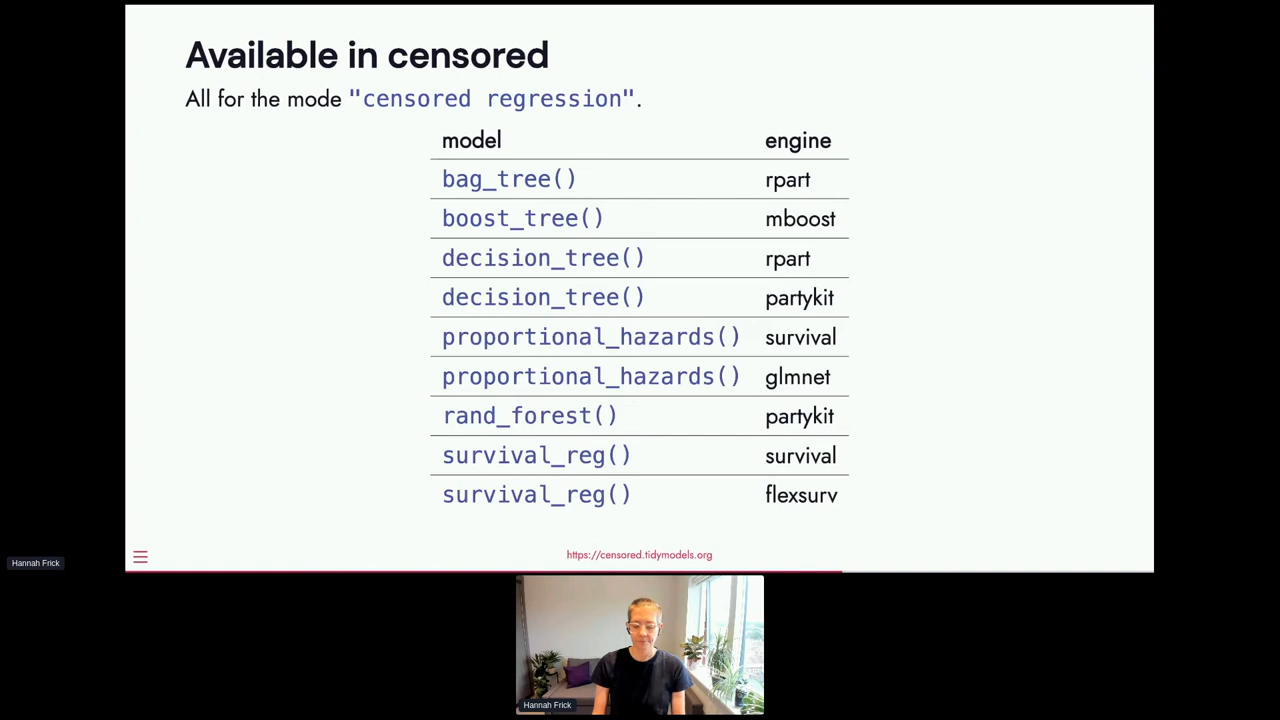 Available in censored
All for the mode "censored regression".
model engine
bag_tree() rpart
boost_tree() mboost
decision_tree() rpart
decision_tree() partykit
proportional_hazards() survival
proportional_hazards() glmnet
rand_forest() partykit
survival_reg() survival
survival_reg() flexsurv
https://censored.tidymodels.org
Hannah Frick
Hannah Frick